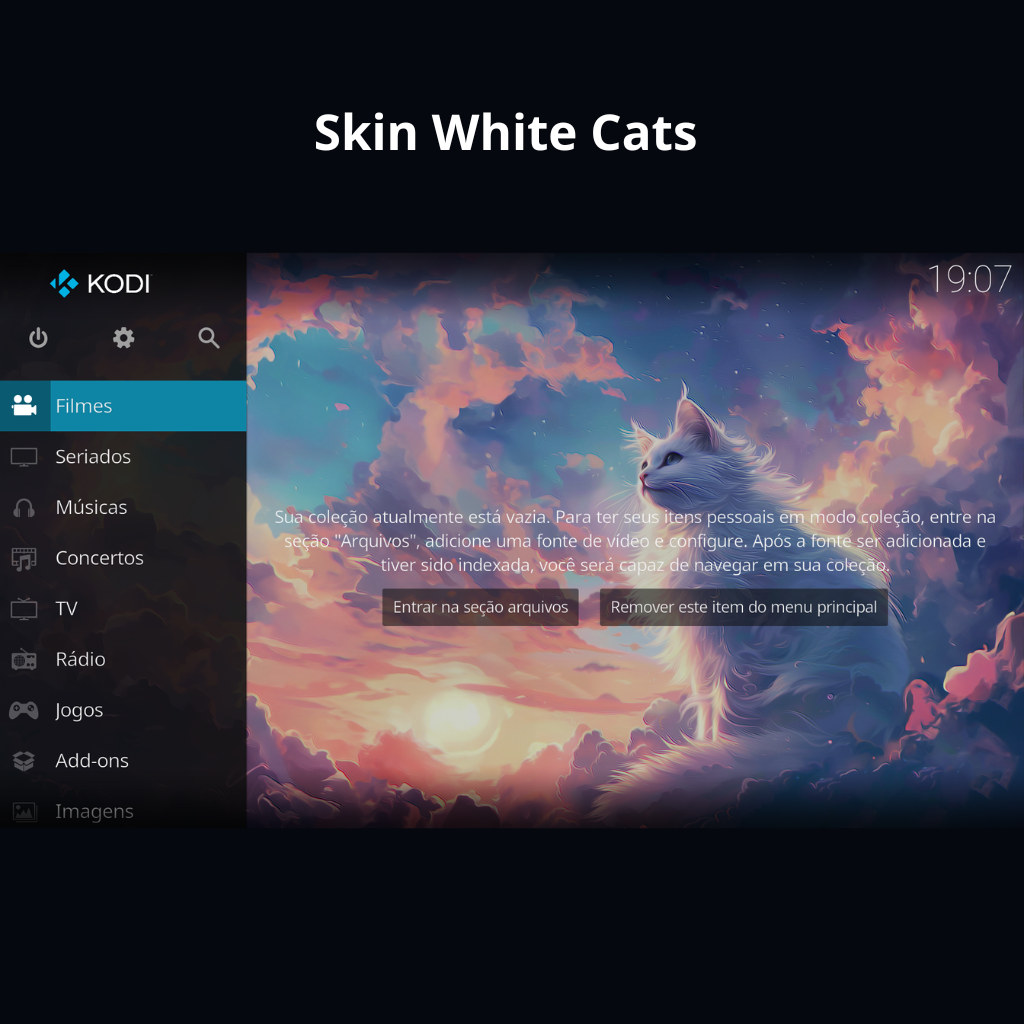 Skin White Cats
KODI
19:07
Filmes
Seriados
Músicas
Concertos
TV
Rádio
Jogos
Add-ons
Imagens
Sua coleção atualmente está vazia. Para ter seus itens pessoais em modo coleção, entre na
seção "Arquivos", adicione uma fonte de vídeo e configure. Após a fonte ser adicionada e
tiver sido indexada, você será capaz de navegar em sua coleção.
Entrar na seção arquivos
Remover este item do menu principal